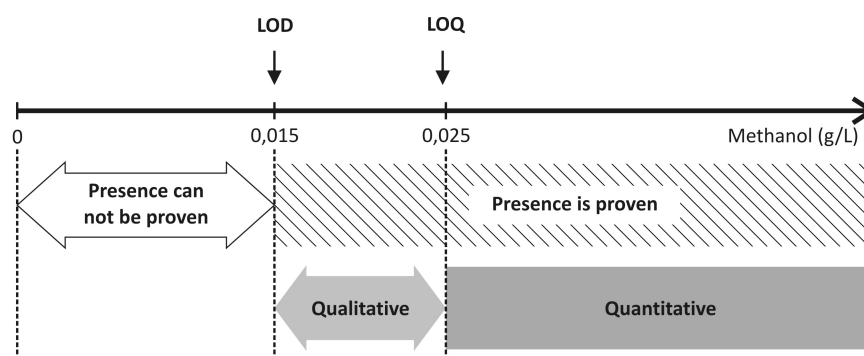 LOD
LOQ
0
0,015
0,025
Methanol (g/L)
Presence can
not be proven
Presence is proven
Qualitative
Quantitative